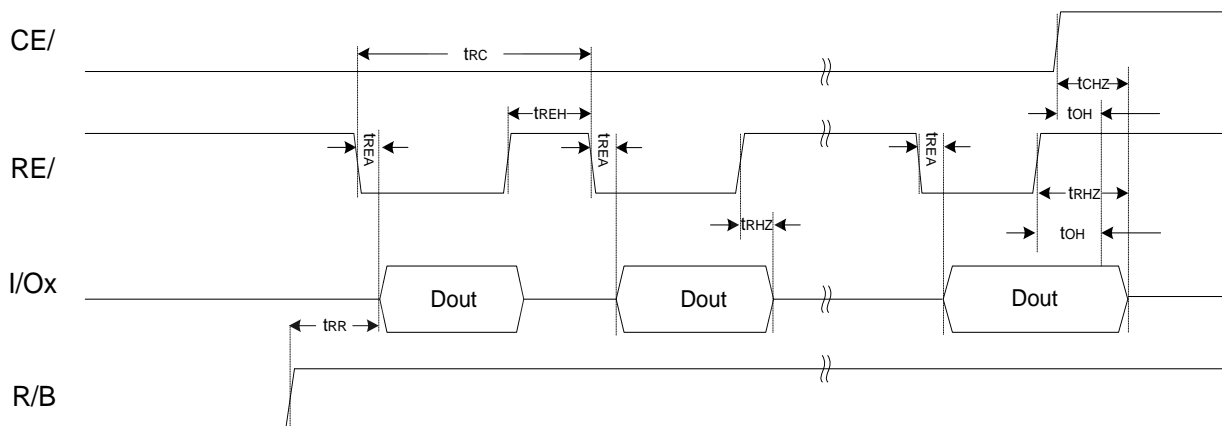 CE/
tRC
tCHZ
tREH
tOH
RE/
tREA
tREA
tREA
tRHZ
tRHZ
tOH
I/Ox
Dout
Dout
Dout
tRR
R/B